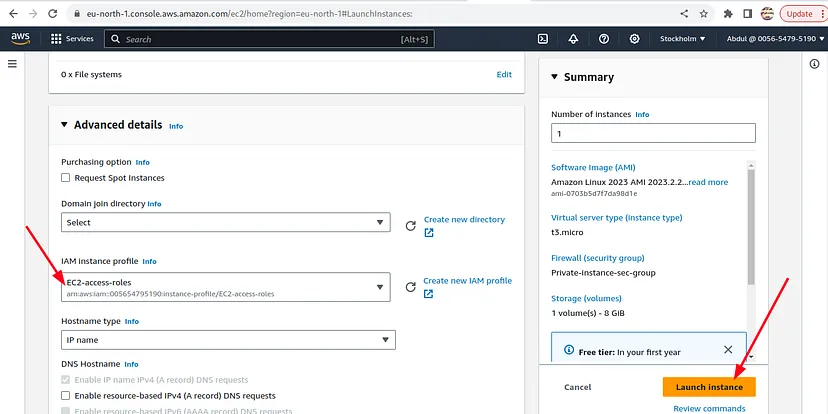 eu-north-1.console.aws.amazon.com/ec2/home?region=eu-north-1#LaunchInstances:
Update
aws
Services
Search
[Alt+S]
Stockholm
Abdul @ 0056-5479-5190
0 x File systems
Edit
Advanced details Info
Purchasing option Info
Request Spot Instances
Domain join directory Info
Select
Create new directory
IAM instance profile Info
EC2-access-roles
arn:aws:iam::005654795190:instance-profile/EC2-access-roles
Create new IAM profile
Hostname type Info
IP name
DNS Hostname Info
Enable IP name IPv4 (A record) DNS requests
Enable resource-based IPv4 (A record) DNS requests
Enable resource-based IPv6 (AAAA record) DNS requests
Summary
Number of instances Info
1
Software Image (AMI)
Amazon Linux 2023 AMI 2023.2.2...read more
ami-0703b5d7f7da98d1e
Virtual server type (instance type)
t3.micro
Firewall (security group)
Private-instance-sec-group
Storage (volumes)
1 volume(s) - 8 GiB
Free tier: In your first year
Cancel
Launch instance
Review commands